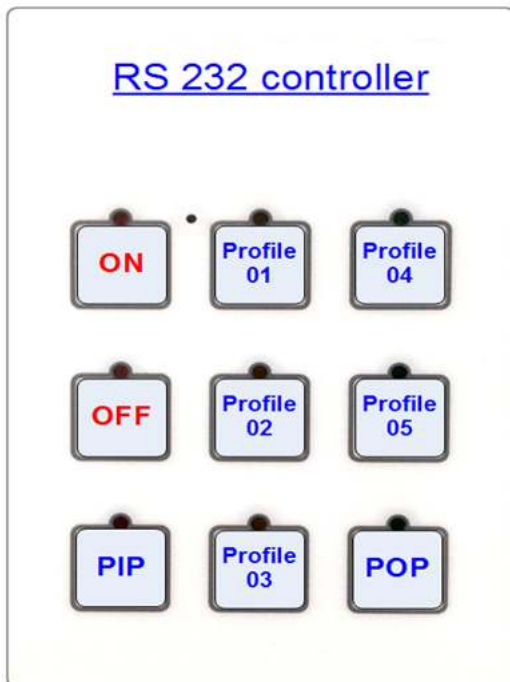 RS 232 controller
ON
Profile
01
Profile
04
OFF
Profile
02
Profile
05
PIP
Profile
03
POP